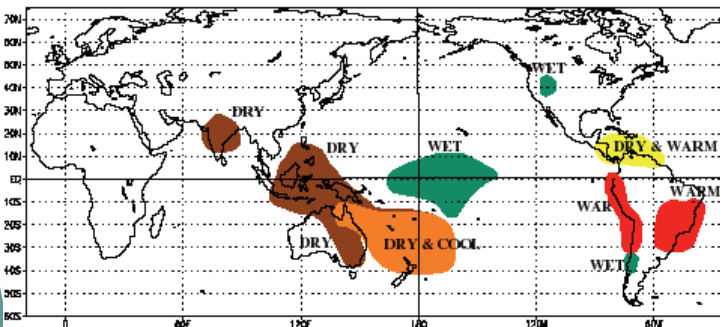 70N
60N
50N
40N
30N
20N
10N
EQ
10S
20S
30S
40S
50S
60S
WET
DRY
DRY
WET
DRY & WARM
WAR
WARM
DRY
DRY & COOL
WET
0
60E
120E
180
120W
60W